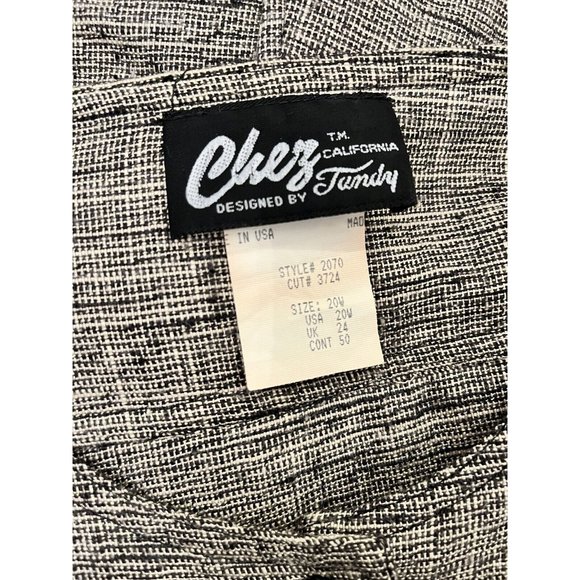 Chez
T.M.
CALIFORNIA
DESIGNED BY Tandy
E IN USA MAD
STYLE# 2070
CUT# 3724
SIZE: 20W
USA 20W
UK 24
CONT 50